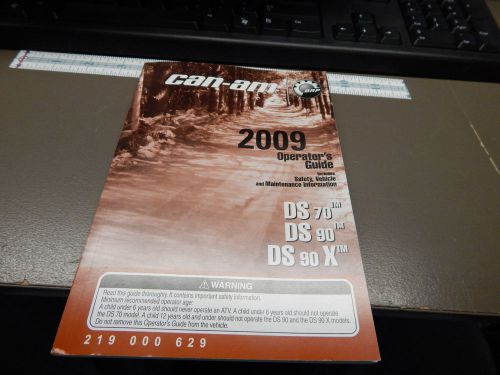 can-am
BRP
2009
Operator's
Guide
Includes
Safety, Vehicle
and Maintenance Information
DS 70™
DS 90™
DS 90 X™
⚠ WARNING
Read this guide thoroughly. It contains important safety information.
Minimum recommended operator age:
A child under 6 years old should never operate an ATV. A child under 6 years old should not operate
the DS 70 model. A child 12 years old and under should not operate the DS 90 and the DS 90 X models.
Do not remove this Operator's Guide from the vehicle.
219 000 629